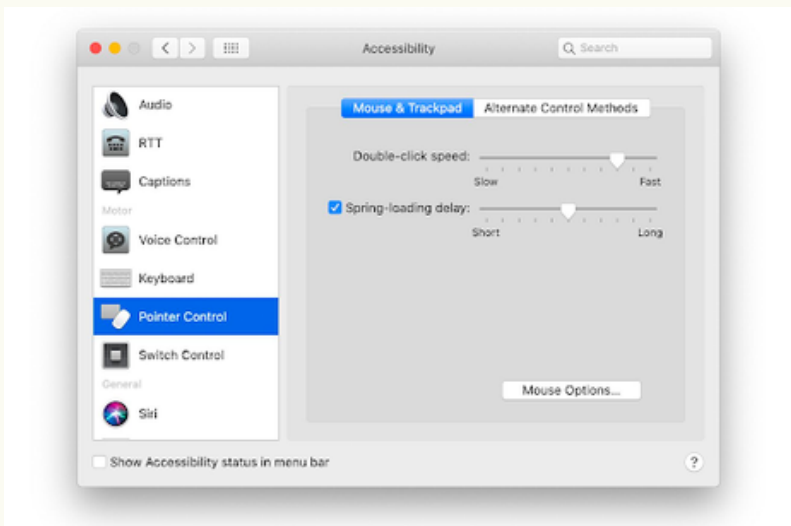 Accessibility
Search
Audio
RTT
Captions
Motor
Voice Control
Keyboard
Pointer Control
Switch Control
General
Siri
Mouse & Trackpad
Alternate Control Methods
Double-click speed:
Slow
Fast
Spring-loading delay:
Short
Long
Mouse Options...
Show Accessibility status in menu bar
?